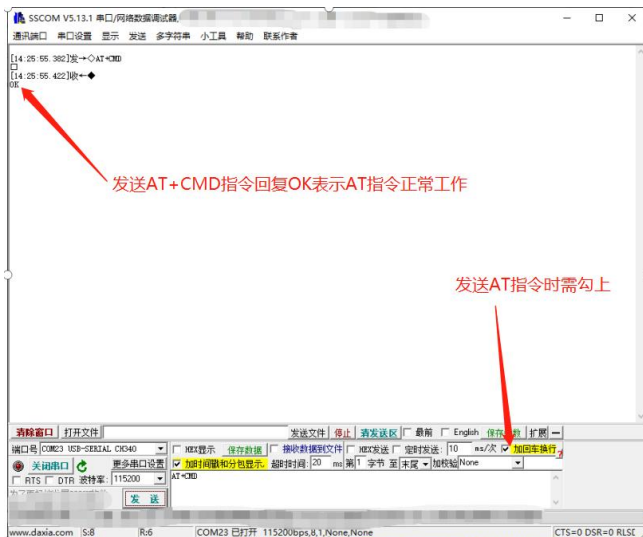 SSCOM V5.13.1 串口/网络数据调试器
通讯端口 串口设置 显示 发送 多字符串 小工具 帮助 联系作者
[14:25:55.382]发→◇AT+CMD
□
[14:25:55.422]收←◆
OK
发送AT+CMD指令回复OK表示AT指令正常工作
发送AT指令时需勾上
清除窗口 打开文件 发送文件 停止 清发送区 最前 English 保存 数 扩展 —
端口号 COM23 USB-SERIAL CH340 HEX显示 保存数据 接收数据到文件 HEX发送 定时发送: 10 ms/次 加回车换行
关闭串口 更多串口设置 加时间戳和分包显示, 超时时间: 20 ms 第 1 字节 至 末尾 加校验 None
RTS DTR 波特率: 115200 AT+CMD
发 送
www.daxia.com S:8 R:6 COM23 已打开 115200bps,8,1,None,None CTS=0 DSR=0 RLS